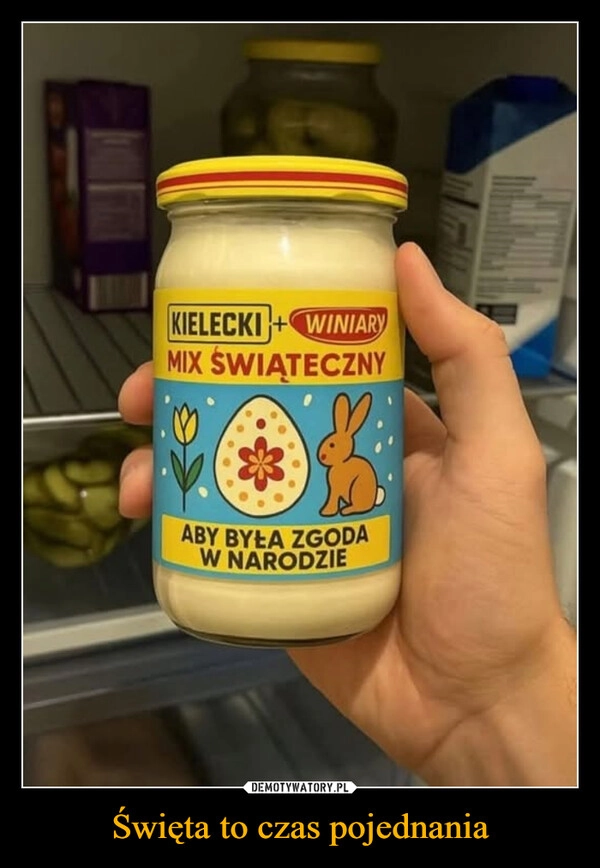 KIELECKI + WINIARY
MIX ŚWIĄTECZNY
ABY BYŁA ZGODA
W NARODZIE
DEMOTYWATORY.PL
Święta to czas pojednania